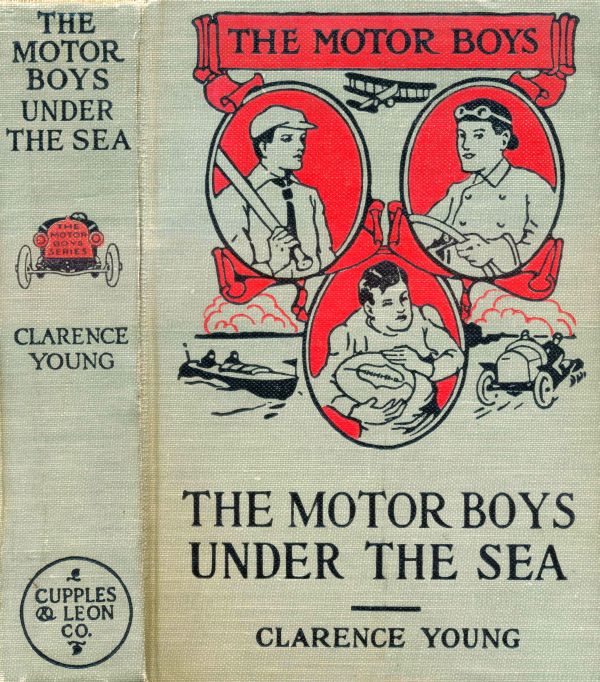 THE
MOTOR
BOYS
UNDER
THE SEA
THE
MOTOR
BOYS
SERIES
CLARENCE
YOUNG
CUPPLES
& LEON
CO.
THE MOTOR BOYS
THE MOTOR BOYS
UNDER THE SEA
CLARENCE YOUNG